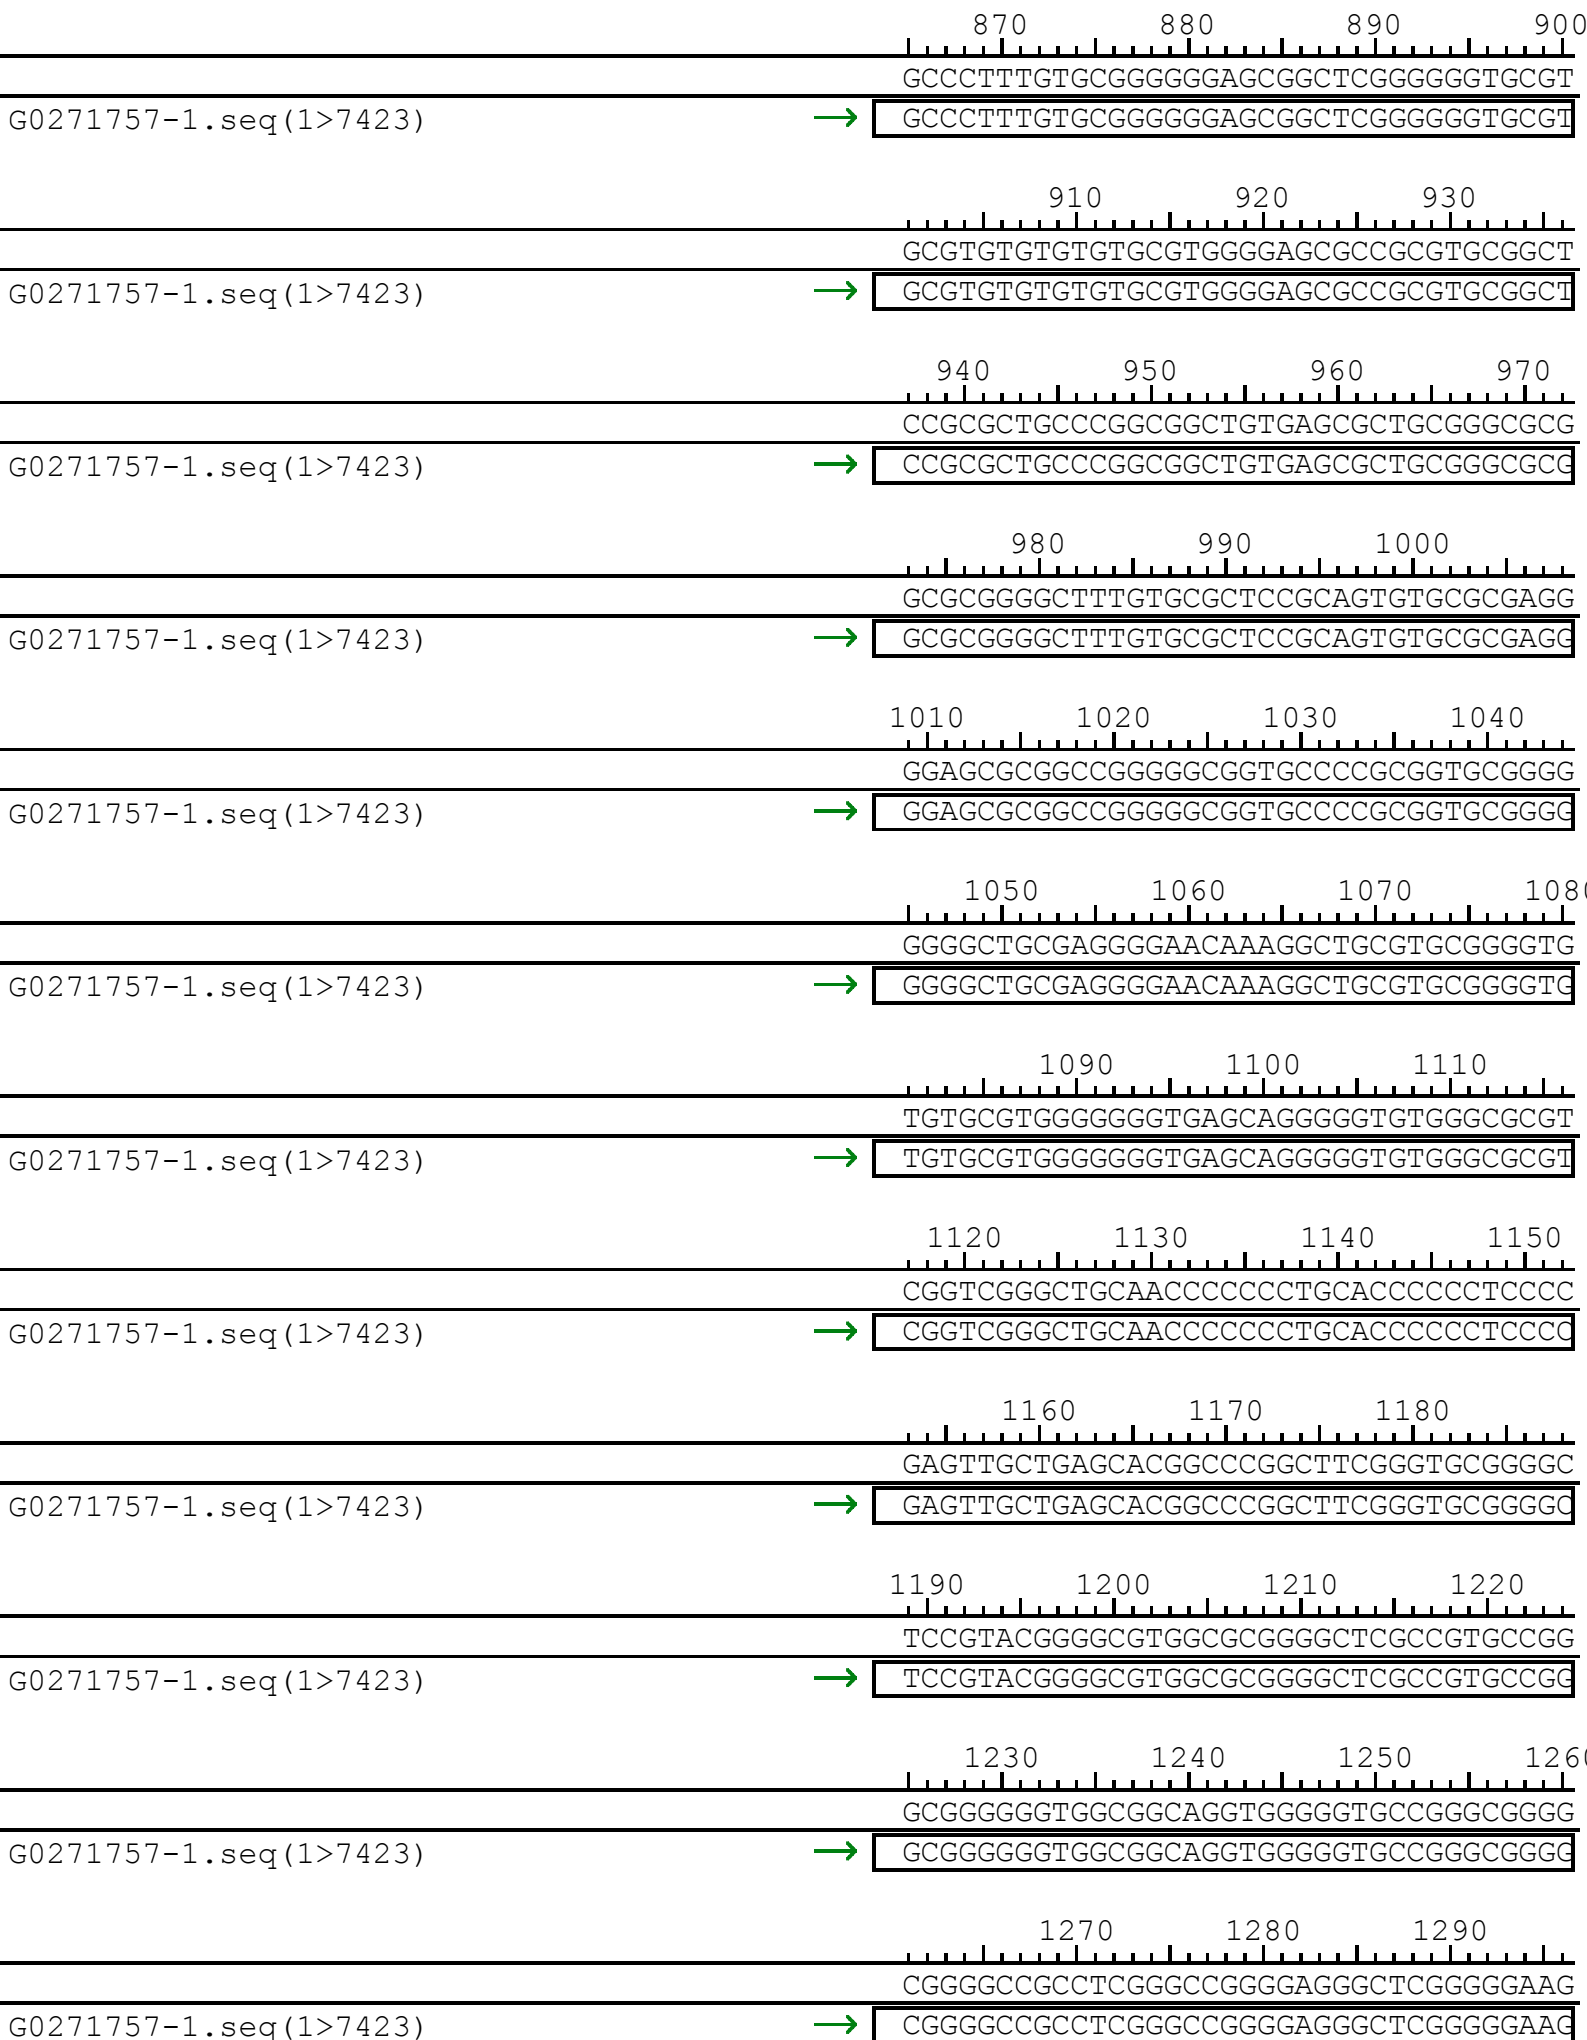 870 880 890 900
GCCCTTTGTGCGGGGGGAGCGGCTCGGGGGGTGCGT
G0271757-1.seq(1>7423) → GCCCTTTGTGCGGGGGGAGCGGCTCGGGGGGTGCGT
910 920 930
GCGTGTGTGTGTGCGTGGGGAGCGCCGCGTGCGGCT
G0271757-1.seq(1>7423) → GCGTGTGTGTGTGCGTGGGGAGCGCCGCGTGCGGCT
940 950 960 970
CCGCGCTGCCCGGCGGCTGTGAGCGCTGCGGGCGCG
G0271757-1.seq(1>7423) → CCGCGCTGCCCGGCGGCTGTGAGCGCTGCGGGCGCG
980 990 1000
GCGCGGGGCTTTGTGCGCTCCGCAGTGTGCGCGAGG
G0271757-1.seq(1>7423) → GCGCGGGGCTTTGTGCGCTCCGCAGTGTGCGCGAGG
1010 1020 1030 1040
GGAGCGCGGCCGGGGGCGGTGCCCCGCGGTGCGGGG
G0271757-1.seq(1>7423) → GGAGCGCGGCCGGGGGCGGTGCCCCGCGGTGCGGGG
1050 1060 1070 1080
GGGGCTGCGAGGGGAACAAAGGCTGCGTGCGGGGTG
G0271757-1.seq(1>7423) → GGGGCTGCGAGGGGAACAAAGGCTGCGTGCGGGGTG
1090 1100 1110
TGTGCGTGGGGGGGTGAGCAGGGGGTGTGGGCGCGT
G0271757-1.seq(1>7423) → TGTGCGTGGGGGGGTGAGCAGGGGGTGTGGGCGCGT
1120 1130 1140 1150
CGGTCGGGCTGCAACCCCCCCTGCACCCCCCTCCCC
G0271757-1.seq(1>7423) → CGGTCGGGCTGCAACCCCCCCTGCACCCCCCTCCCC
1160 1170 1180
GAGTTGCTGAGCACGGCCCGGCTTCGGGTGCGGGGC
G0271757-1.seq(1>7423) → GAGTTGCTGAGCACGGCCCGGCTTCGGGTGCGGGGC
1190 1200 1210 1220
TCCGTACGGGGCGTGGCGCGGGGCTCGCCGTGCCGG
G0271757-1.seq(1>7423) → TCCGTACGGGGCGTGGCGCGGGGCTCGCCGTGCCGG
1230 1240 1250 1260
GCGGGGGGTGGCGGCAGGTGGGGGTGCCGGGCGGGG
G0271757-1.seq(1>7423) → GCGGGGGGTGGCGGCAGGTGGGGGTGCCGGGCGGGG
1270 1280 1290
CGGGGCCGCCTCGGGCCGGGGAGGGCTCGGGGGAAG
G0271757-1.seq(1>7423) → CGGGGCCGCCTCGGGCCGGGGAGGGCTCGGGGGAAG